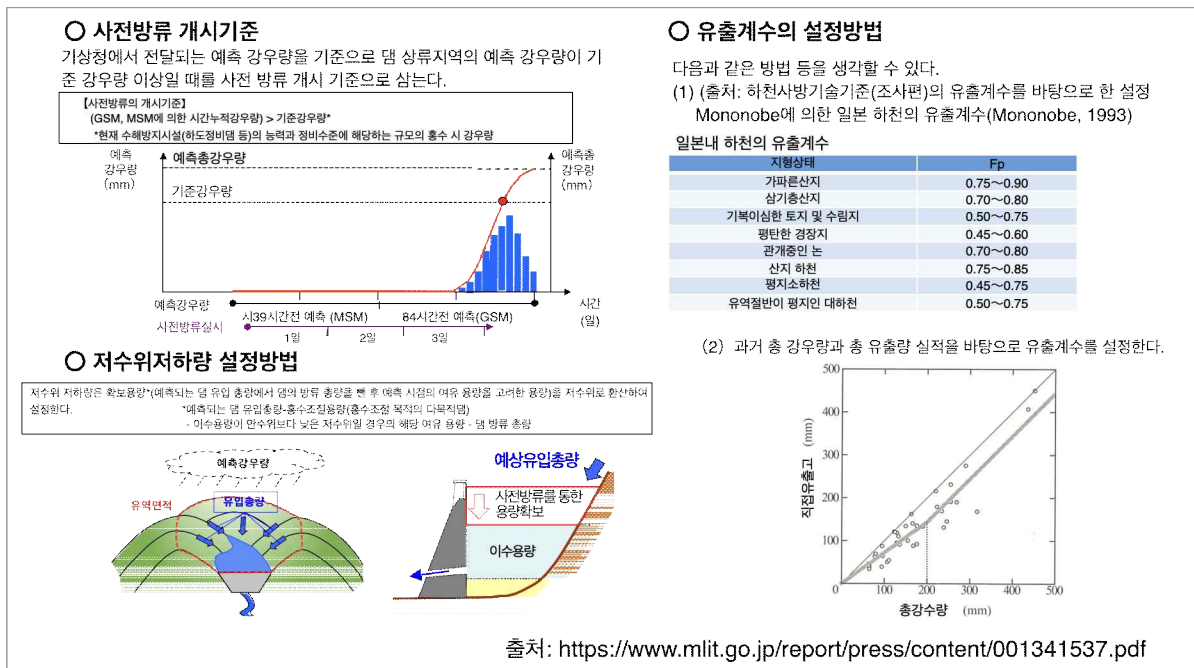 ○ 사전방류 개시기준
기상청에서 전달되는 예측 강우량을 기준으로 댐 상류지역의 예측 강우량이 기
준 강우량 이상일 때를 사전 방류 개시 기준으로 삼는다.
【사전방류의 개시기준】
(GSM, MSM에 의한 시간누적강우량) > 기준강우량*
*현재 수해방지시설(하도정비댐 등)의 능력과 정비수준에 해당하는 규모의 홍수 시 강우량
예측
강우량
(mm)
예측총강우량
기준강우량
예측총
강우량
(mm)
예측강우량
시39시간전 예측 (MSM)
84시간전 예측(GSM)
시간
(일)
사전방류실시
1일
2일
3일
○ 저수위저하량 설정방법
저수위 저하량은 확보용량*(예측되는 댐 유입 총량에서 댐의 방류 총량을 뺀 후 예측 시점의 여유 용량을 고려한 용량)을 저수위로 환산하여
설정한다. *예측되는 댐 유입총량-홍수조절용량(홍수조절 목적의 다목적댐)
- 이수용량이 만수위보다 낮은 저수위일 경우의 해당 여유 용량 - 댐 방류 총량
예측강우량
유역면적
유입총량
예상유입총량
사전방류를 통한
용량확보
이수용량
○ 유출계수의 설정방법
다음과 같은 방법 등을 생각할 수 있다.
(1) (출처: 하천사방기술기준(조사편)의 유출계수를 바탕으로 한 설정
Mononobe에 의한 일본 하천의 유출계수(Mononobe, 1993)
일본내 하천의 유출계수
지형상태 Fp
가파른산지 0.75~0.90
삼기층산지 0.70~0.80
기복이심한 토지 및 수림지 0.50~0.75
평탄한 경장지 0.45~0.60
관개중인 논 0.70~0.80
산지 하천 0.75~0.85
평지소하천 0.45~0.75
유역절반이 평지인 대하천 0.50~0.75
(2) 과거 총 강우량과 총 유출량 실적을 바탕으로 유출계수를 설정한다.
500
400
300
200
100
0
직접유출고 (mm)
0 100 200 300 400 500
총강수량 (mm)
출처: https://www.mlit.go.jp/report/press/content/001341537.pdf